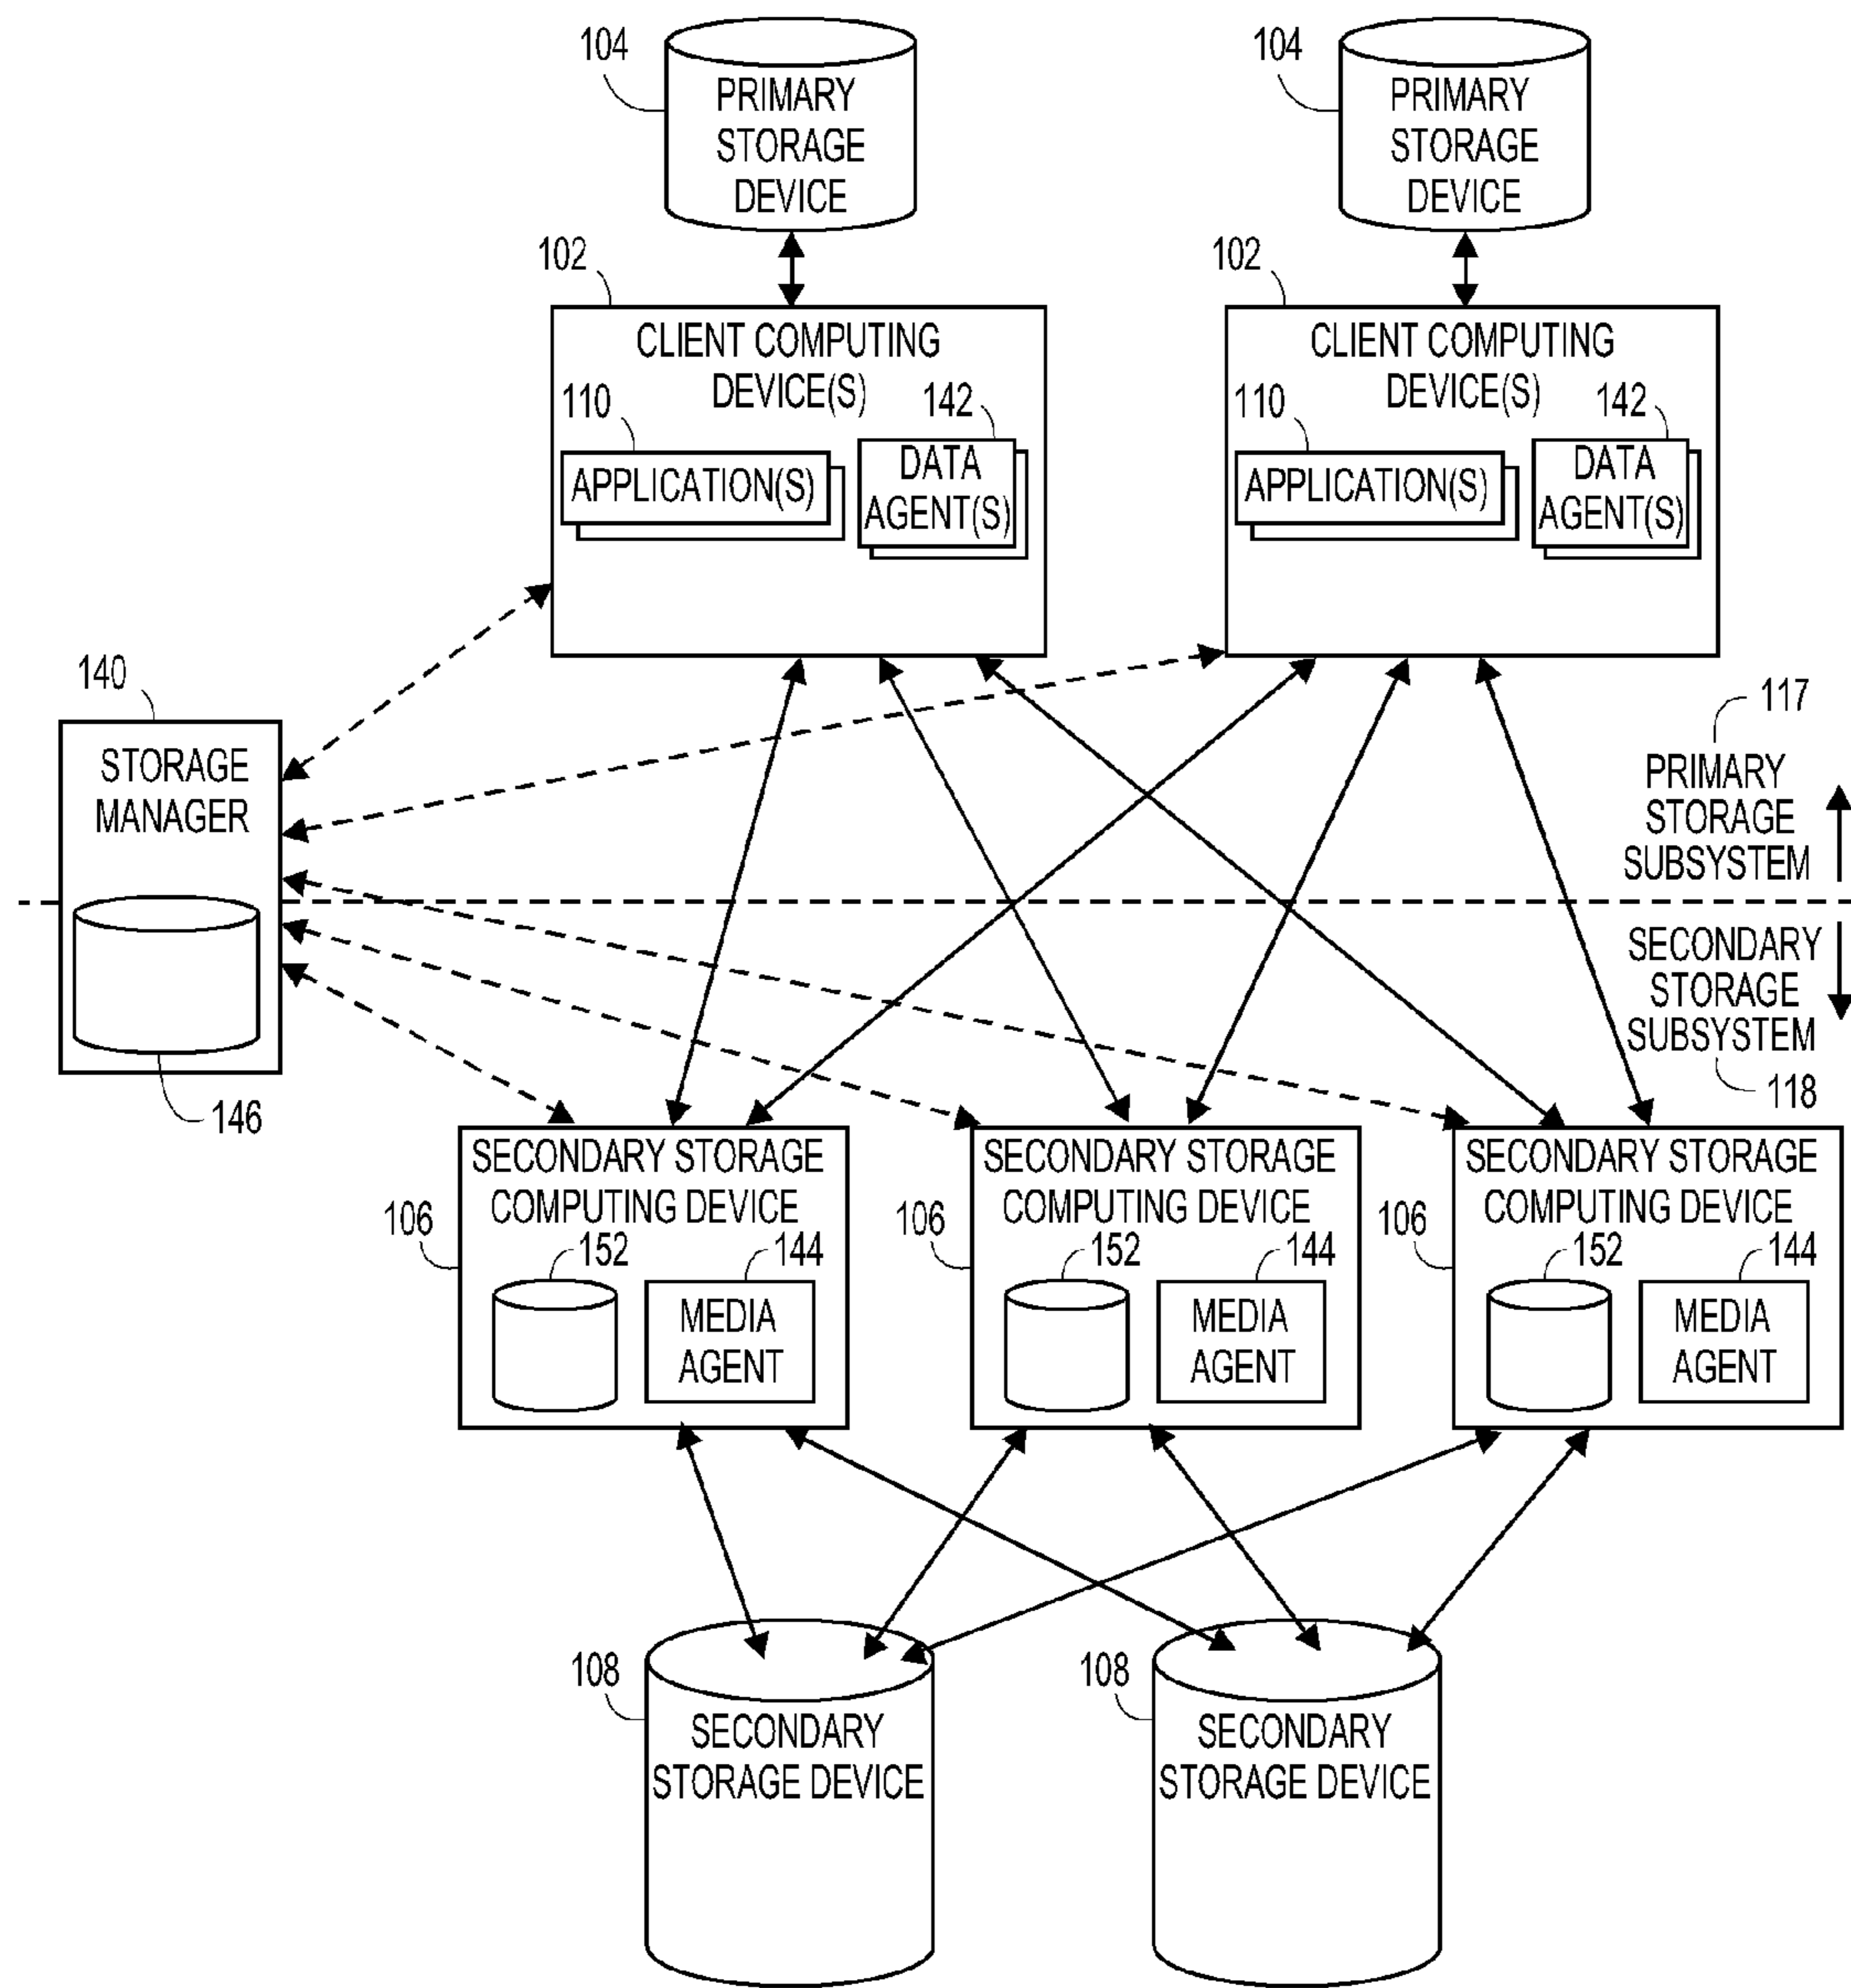 104
PRIMARY
STORAGE
DEVICE
104
PRIMARY
STORAGE
DEVICE
102
CLIENT COMPUTING
DEVICE(S)
110
APPLICATION(S)
142
DATA
AGENT(S)
102
CLIENT COMPUTING
DEVICE(S)
110
APPLICATION(S)
142
DATA
AGENT(S)
140
STORAGE
MANAGER
146
117
PRIMARY
STORAGE
SUBSYSTEM
SECONDARY
STORAGE
SUBSYSTEM
118
106
SECONDARY STORAGE
COMPUTING DEVICE
152
144
MEDIA
AGENT
106
SECONDARY STORAGE
COMPUTING DEVICE
152
144
MEDIA
AGENT
106
SECONDARY STORAGE
COMPUTING DEVICE
152
144
MEDIA
AGENT
108
SECONDARY
STORAGE DEVICE
108
SECONDARY
STORAGE DEVICE